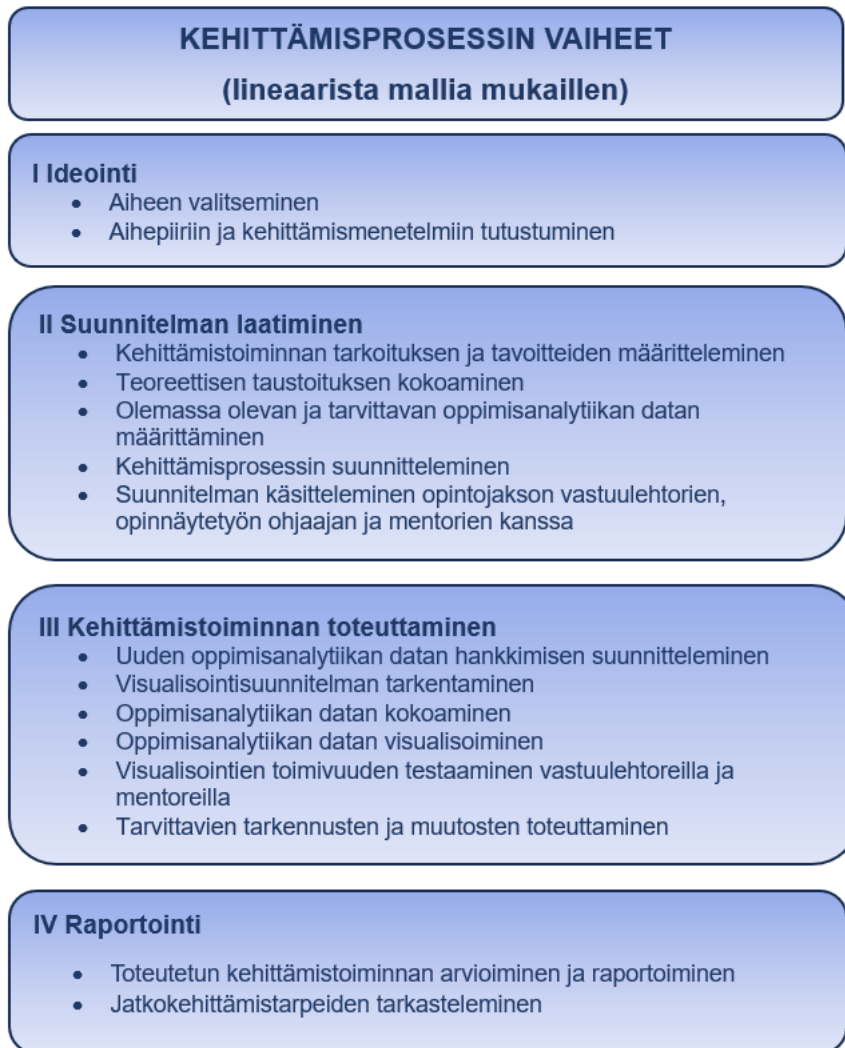 KEHITTÄMISPROSESSIN VAIHEET
(lineaarista mallia mukaillen)
I Ideointi
• Aiheen valitseminen
• Aihepiiriin ja kehittämismenetelmiin tutustuminen
II Suunnitelman laatiminen
• Kehittämistoiminnan tarkoituksen ja tavoitteiden määritteleminen
• Teoreettisen taustoituksen kokoaminen
• Olemassa olevan ja tarvittavan oppimisanalytiikan datan
määrittäminen
• Kehittämisprosessin suunnitteleminen
• Suunnitelman käsitteleminen opintojakson vastuulehtorien,
opinnäytetyön ohjaajan ja mentorien kanssa
III Kehittämistoiminnan toteuttaminen
• Uuden oppimisanalytiikan datan hankkimisen suunnitteleminen
• Visualisointisuunnitelman tarkentaminen
• Oppimisanalytiikan datan kokoaminen
• Oppimisanalytiikan datan visualisoiminen
• Visualisointien toimivuuden testaaminen vastuulehtoreilla ja
mentoreilla
• Tarvittavien tarkennusten ja muutosten toteuttaminen
IV Raportointi
• Toteutetun kehittämistoiminnan arvioiminen ja raportoiminen
• Jatkokehittämistarpeiden tarkasteleminen